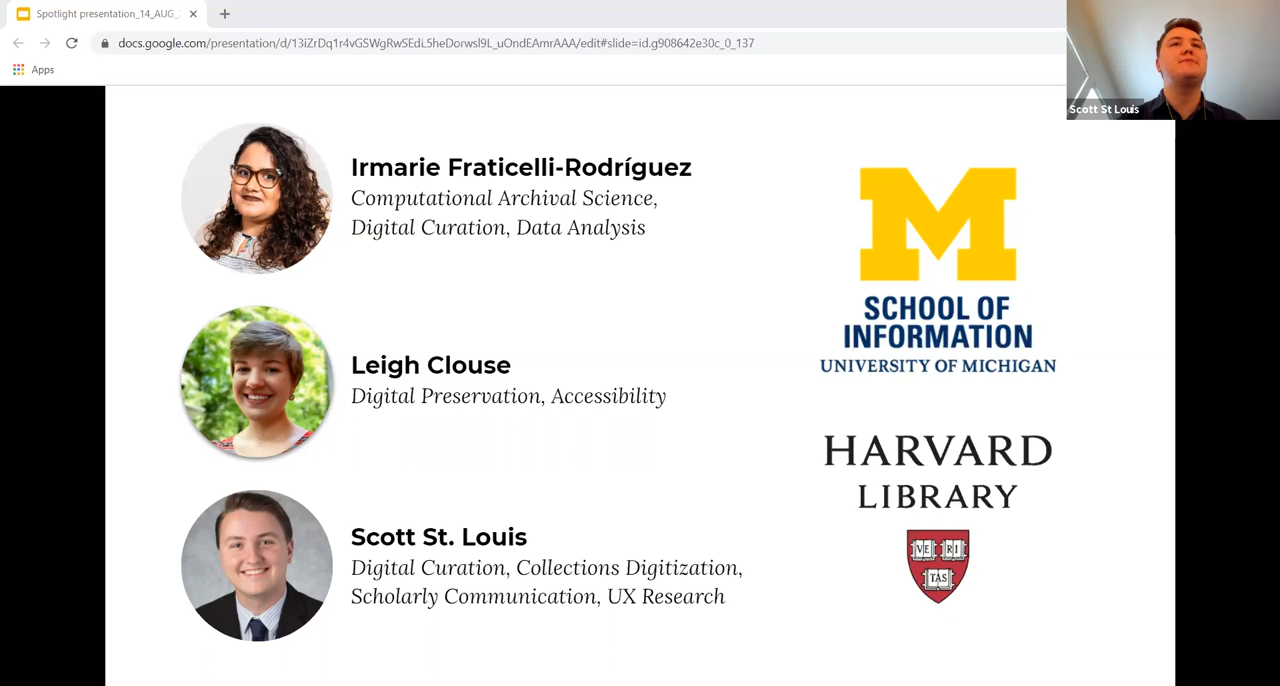 Spotlight presentation_14_AUG_
docs.google.com/presentation/d/13iZrDq1r4vGSWgRwSEdL5heDorwsl9L_uOndEAmrAAA/edit#slide=id.g908642e30c_0_137
Apps
Scott St Louis
Irmarie Fraticelli-Rodríguez
Computational Archival Science,
Digital Curation, Data Analysis
Leigh Clouse
Digital Preservation, Accessibility
Scott St. Louis
Digital Curation, Collections Digitization,
Scholarly Communication, UX Research
M
SCHOOL OF
INFORMATION
UNIVERSITY OF MICHIGAN
HARVARD
LIBRARY
VE RI
TAS